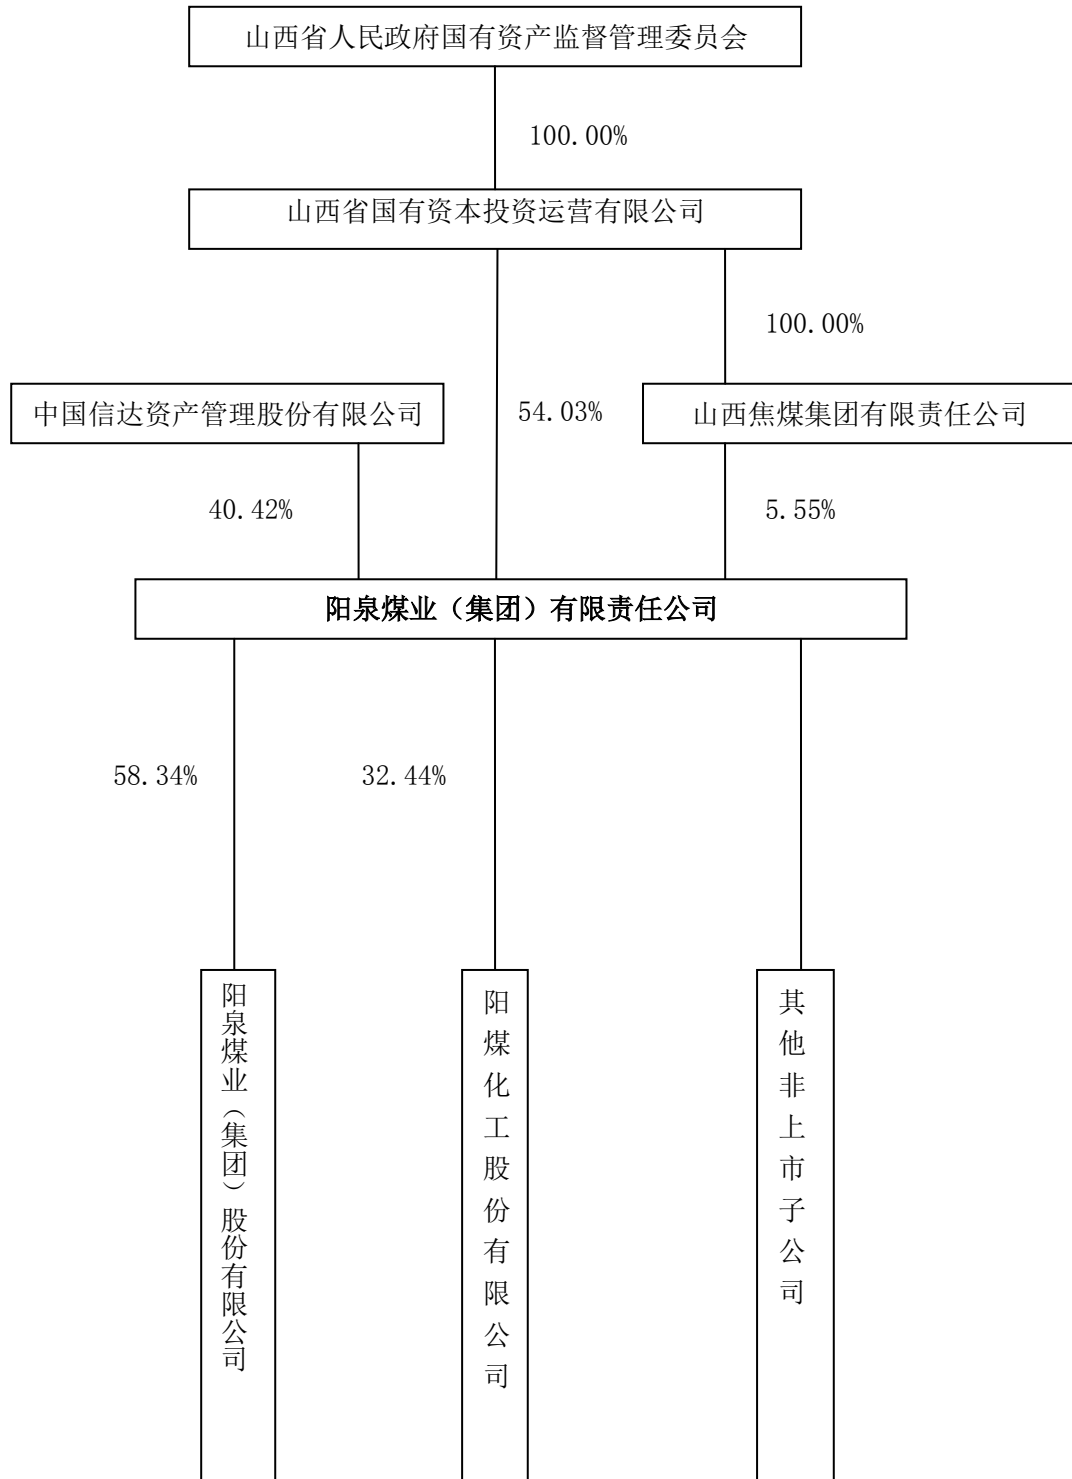 山西省人民政府国有资产监督管理委员会
100.00%
山西省国有资本投资运营有限公司
100.00%
中国信达资产管理股份有限公司
54.03%
山西焦煤集团有限责任公司
40.42%
5.55%
阳泉煤业（集团）有限责任公司
58.34%
32.44%
阳泉煤业（集团）股份有限公司
阳煤化工股份有限公司
其他非上市子公司